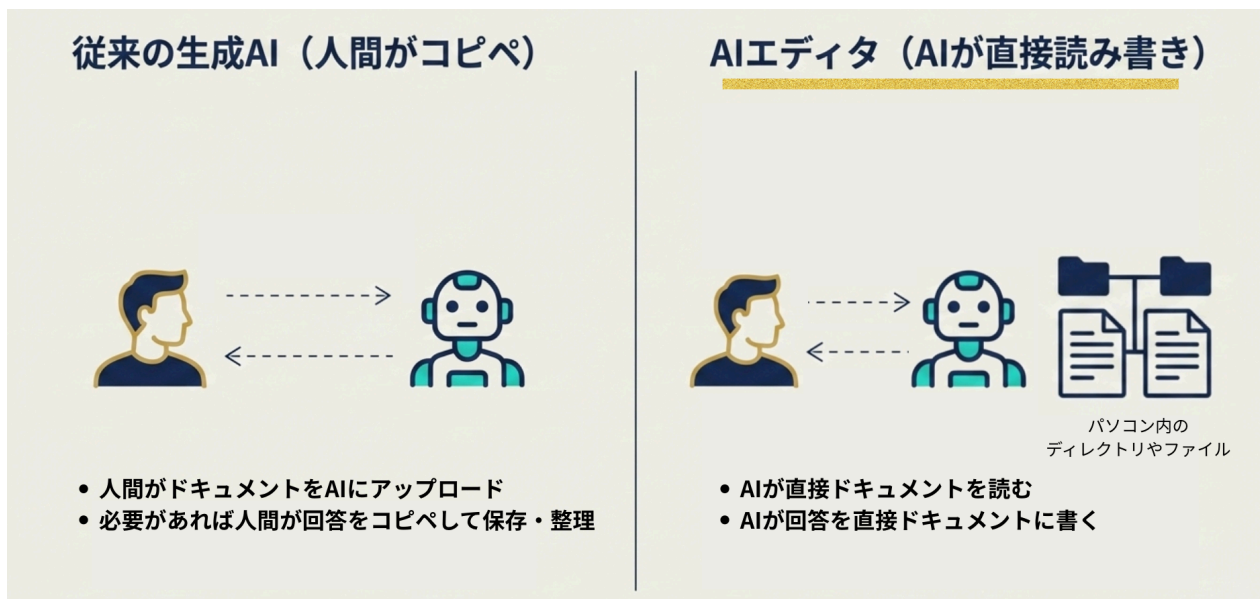 従来の生成AI（人間がコピペ）
• 人間がドキュメントをAIにアップロード
• 必要があれば人間が回答をコピペして保存・整理
AIエディタ（AIが直接読み書き）
パソコン内の
ディレクトリやファイル
• AIが直接ドキュメントを読む
• AIが回答を直接ドキュメントに書く